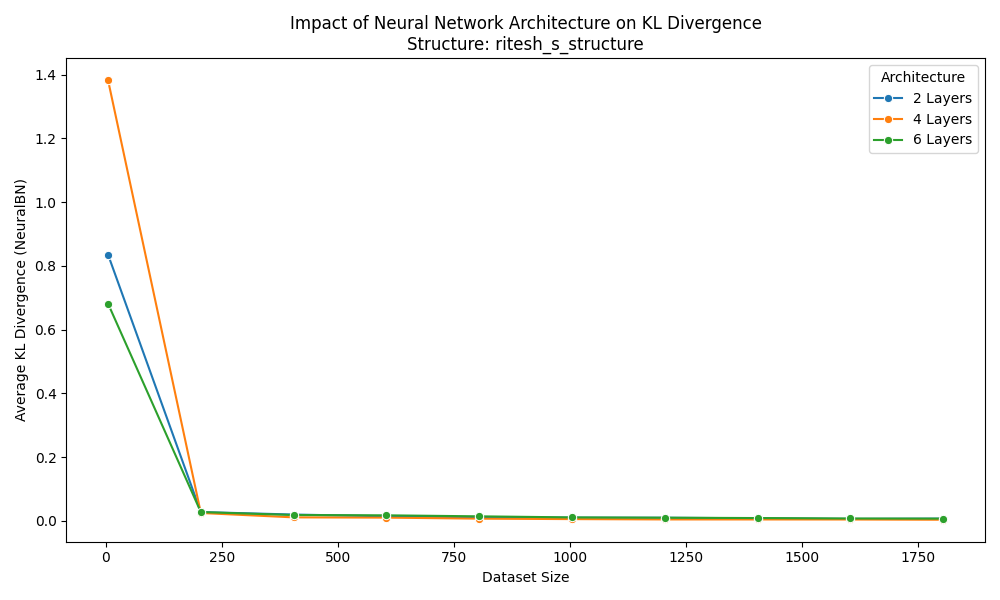 Impact of Neural Network Architecture on KL Divergence
Structure: ritesh_s_structure
Architecture
2 Layers
4 Layers
6 Layers
Average KL Divergence (NeuralBN)
1.4
1.2
1.0
0.8
0.6
0.4
0.2
0.0
0
250
500
750
1000
1250
1500
1750
Dataset Size